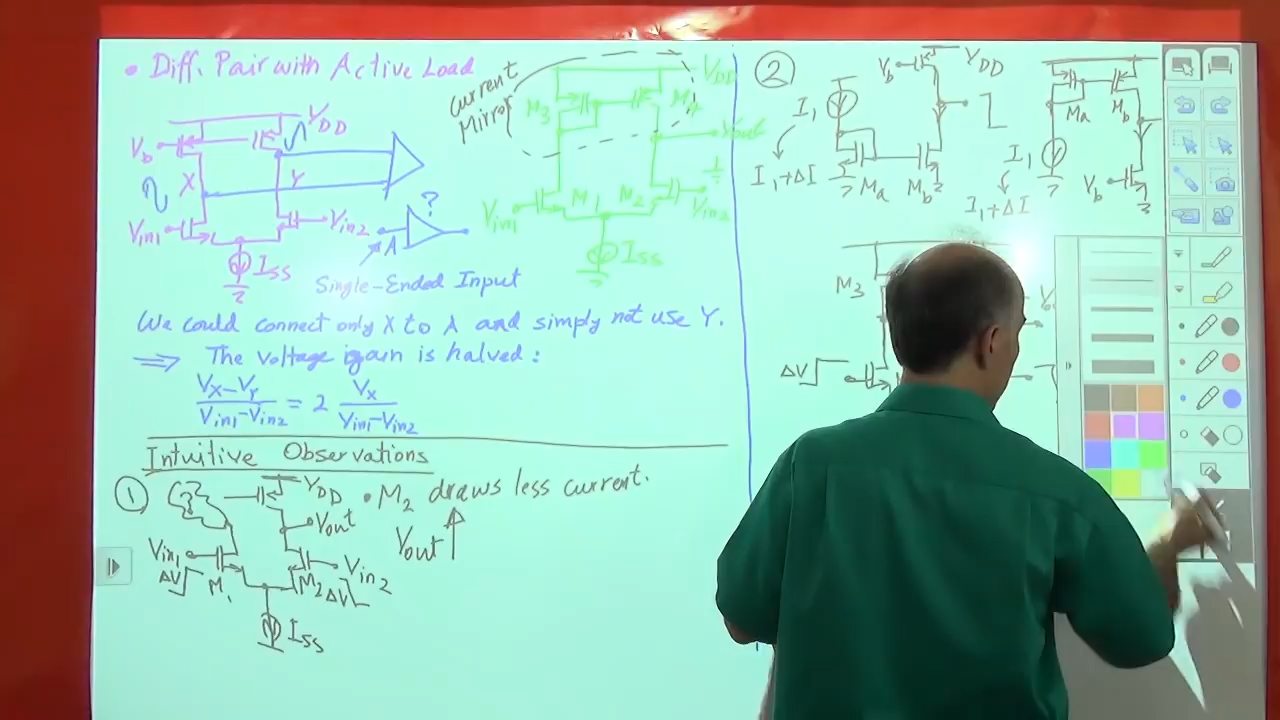 • Diff. Pair with Active Load
VDD
Vb
X
Y
Vin1
Vin2
ISS
?
A
Single-Ended Input
Current
Mirror
VDD
M3
M4
Vout
Vin1
M1
M2
Vin2
ISS
We could connect only X to A and simply not use Y.
⟹ The voltage gain is halved:
VX-VY / Vin1-Vin2 = 2 VX / Vin1-Vin2
Intuitive Observations
①
VDD
• M2 draws less current.
Vout
Vout ↑
Vin1
ΔV
M1
M2
ΔV
Vin2
ISS
②
Vb
VDD
I1
I1+ΔI
Ma
Mb
Ma
Mb
I1
I1+ΔI
Vb
M3
ΔV